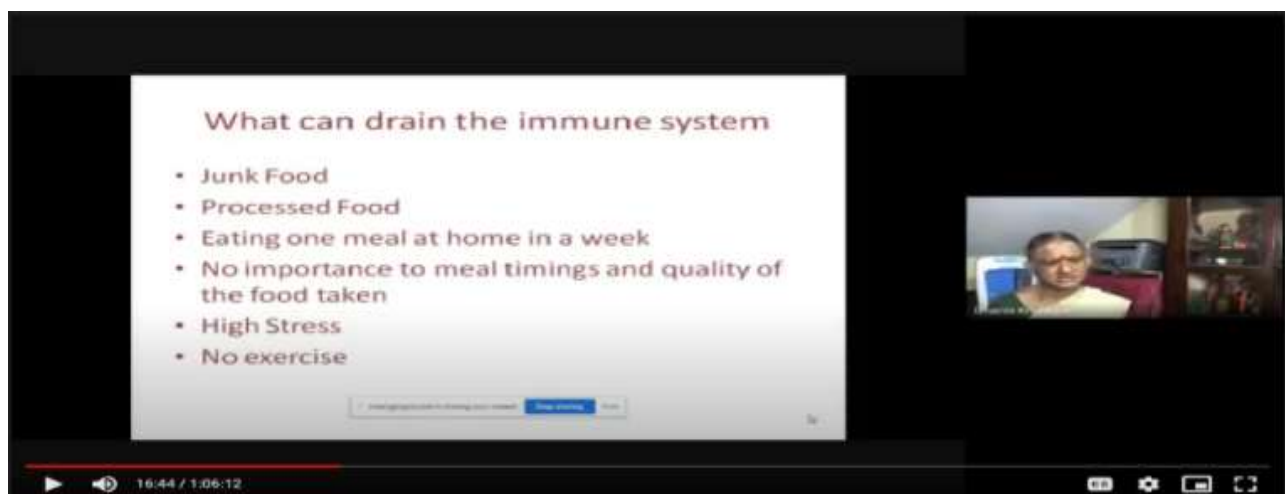 What can drain the immune system
• Junk Food
• Processed Food
• Eating one meal at home in a week
• No importance to meal timings and quality of
the food taken
• High Stress
• No exercise
Stop sharing
16:44 / 1:06:12